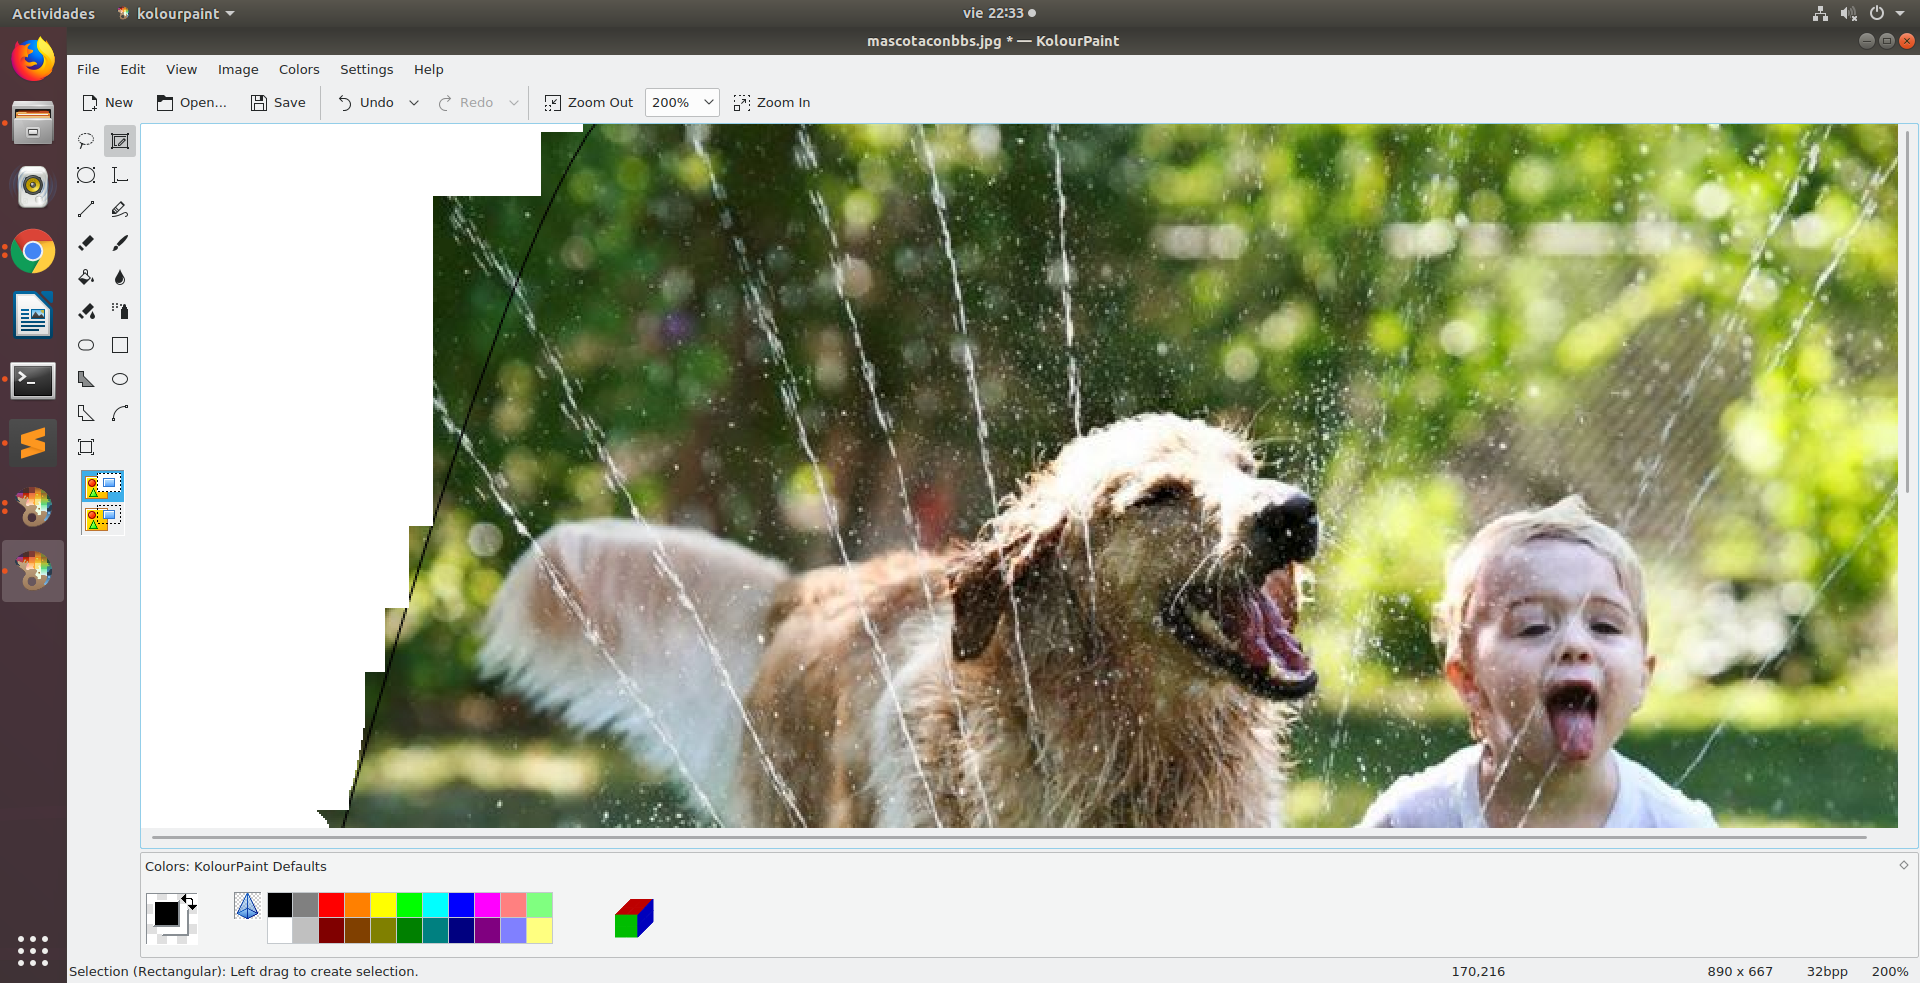 Actividades kolourpaint vie 22:33
mascotaconbbs.jpg * — KolourPaint
File Edit View Image Colors Settings Help
New Open... Save Undo Redo Zoom Out 200% Zoom In
Colors: KolourPaint Defaults
Selection (Rectangular): Left drag to create selection. 170,216 890 x 667 32bpp 200%